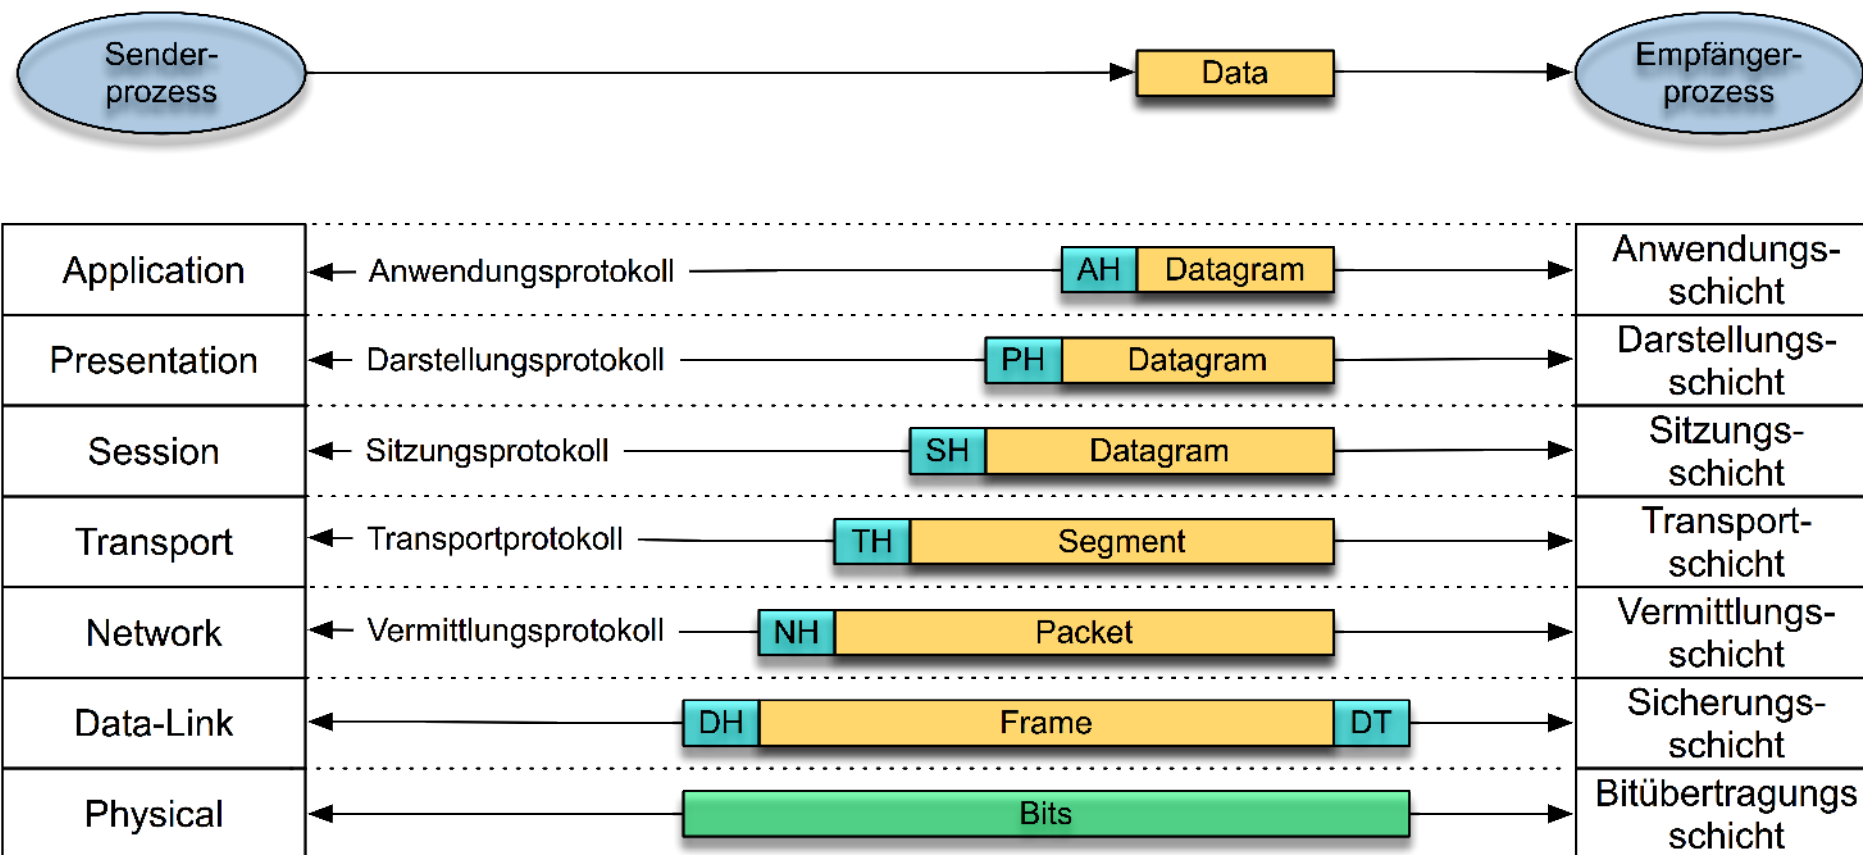 Sender-
prozess
Data
Empfänger-
prozess
Application
Anwendungsprotokoll
AH
Datagram
Anwendungs-
schicht
Presentation
Darstellungsprotokoll
PH
Datagram
Darstellungs-
schicht
Session
Sitzungsprotokoll
SH
Datagram
Sitzungs-
schicht
Transport
Transportprotokoll
TH
Segment
Transport-
schicht
Network
Vermittlungsprotokoll
NH
Packet
Vermittlungs-
schicht
Data-Link
DH
Frame
DT
Sicherungs-
schicht
Physical
Bits
Bitübertragungs
schicht